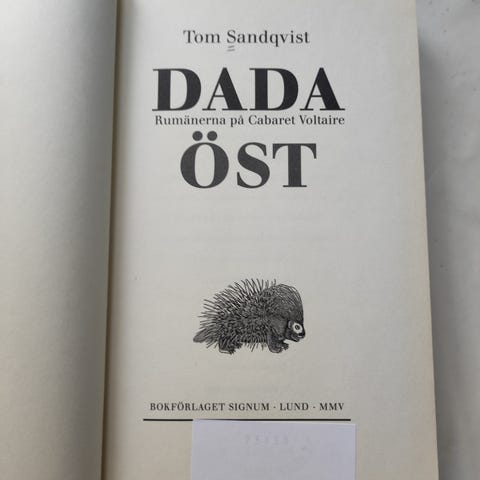 Tom Sandqvist
DADA
Rumänerna på Cabaret Voltaire
ÖST
BOKFÖRLAGET SIGNUM · LUND · MMV